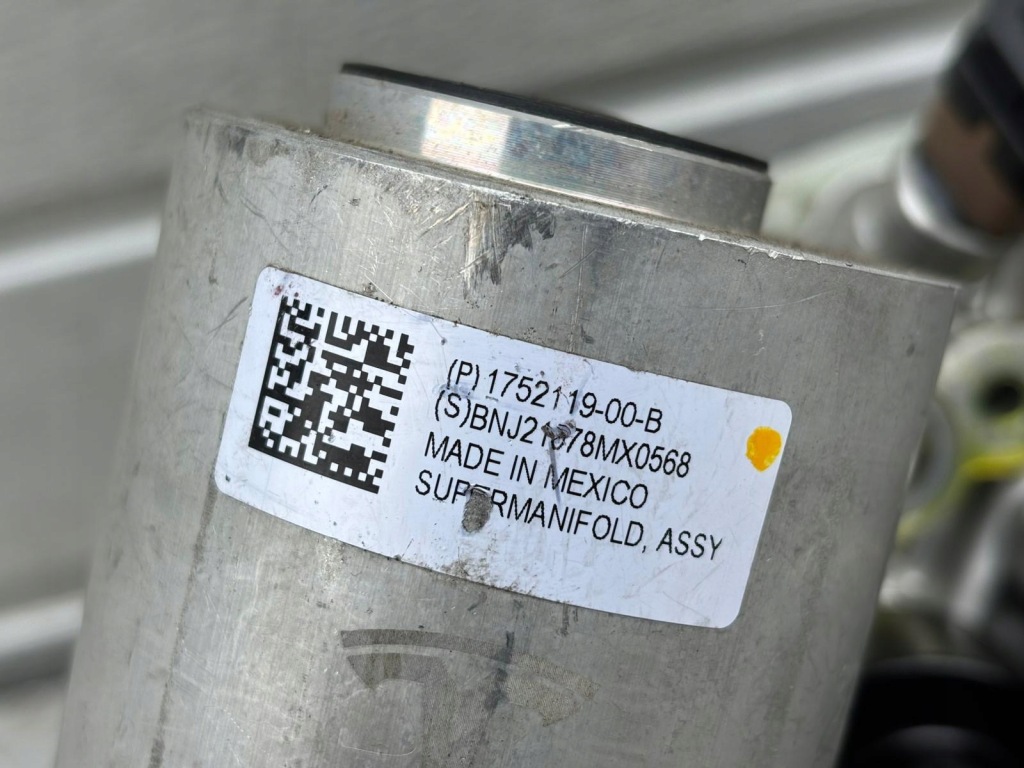 (P)1752119-00-B
MADE IN MEXICO
SUPERMANIFOLD, ASSY